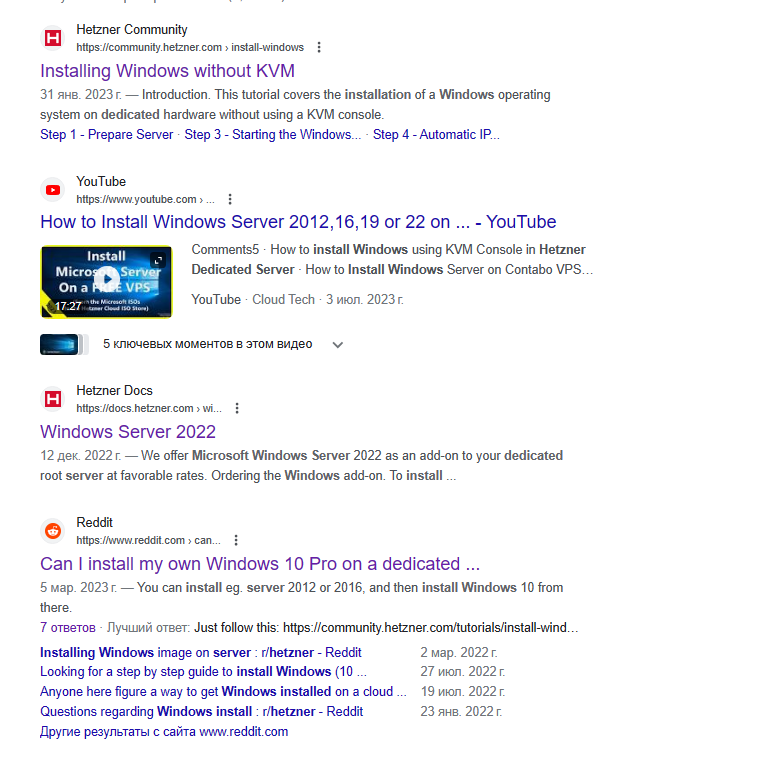 Hetzner Community
https://community.hetzner.com › install-windows
Installing Windows without KVM
31 янв. 2023 г. — Introduction. This tutorial covers the installation of a Windows operating
system on dedicated hardware without using a KVM console.
Step 1 - Prepare Server · Step 3 - Starting the Windows... · Step 4 - Automatic IP...
YouTube
https://www.youtube.com › ...
How to Install Windows Server 2012,16,19 or 22 on ... - YouTube
Install
Microsoft Server
On a FREE VPS
the Microsoft ISOs
Hetzner Cloud ISO Store)
17:27
Comments5 · How to install Windows using KVM Console in Hetzner
Dedicated Server · How to Install Windows Server on Contabo VPS...
YouTube · Cloud Tech · 3 июл. 2023 г.
5 ключевых моментов в этом видео
Hetzner Docs
https://docs.hetzner.com › wi...
Windows Server 2022
12 дек. 2022 г. — We offer Microsoft Windows Server 2022 as an add-on to your dedicated
root server at favorable rates. Ordering the Windows add-on. To install ...
Reddit
https://www.reddit.com › can...
Can I install my own Windows 10 Pro on a dedicated ...
5 мар. 2023 г. — You can install eg. server 2012 or 2016, and then install Windows 10 from
there.
7 ответов · Лучший ответ: Just follow this: https://community.hetzner.com/tutorials/install-wind...
Installing Windows image on server : r/hetzner - Reddit 2 мар. 2022 г.
Looking for a step by step guide to install Windows (10 ... 27 июл. 2022 г.
Anyone here figure a way to get Windows installed on a cloud ... 19 июл. 2022 г.
Questions regarding Windows install : r/hetzner - Reddit 23 янв. 2022 г.
Другие результаты с сайта www.reddit.com